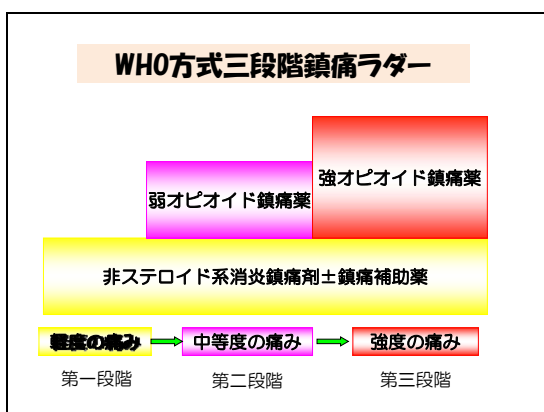 WHO方式三段階鎮痛ラダー
強オピオイド鎮痛薬
弱オピオイド鎮痛薬
非ステロイド系消炎鎮痛剤±鎮痛補助薬
軽度の痛み 中等度の痛み 強度の痛み
第一段階 第二段階 第三段階